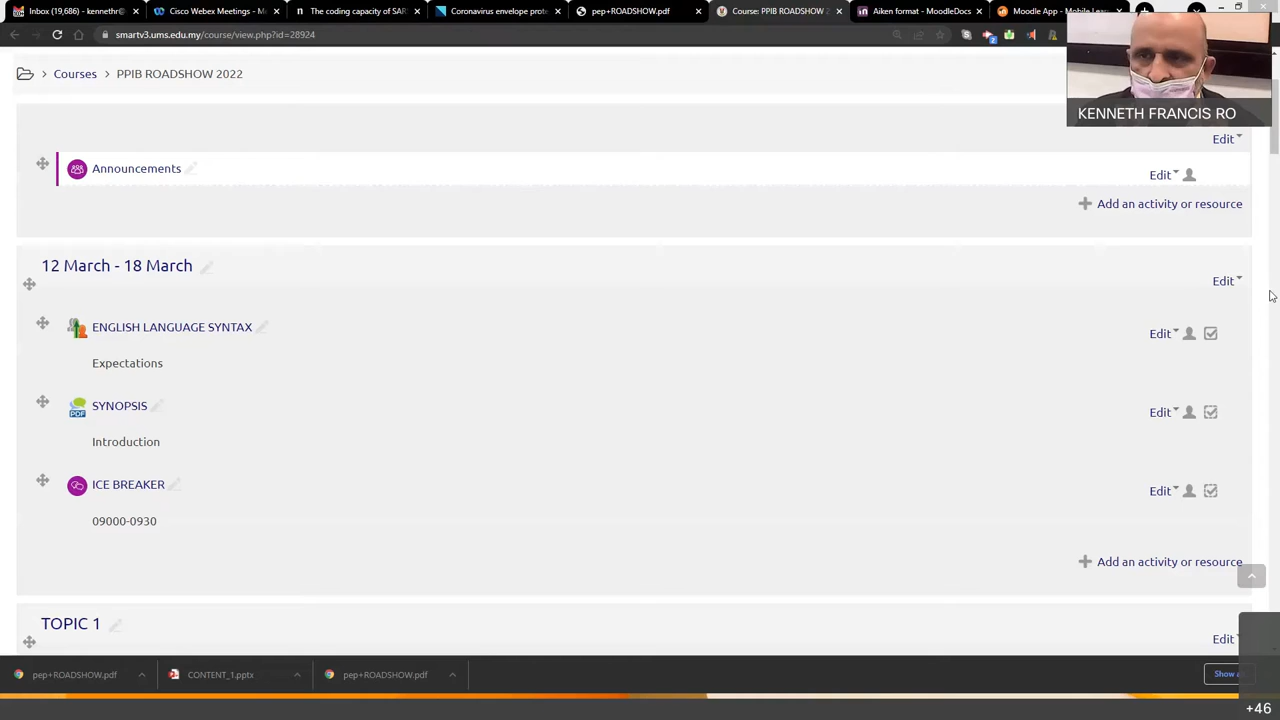 Inbox (19,686) - kennethr@
Cisco Webex Meetings - M
The coding capacity of SAR
Coronavirus envelope prote
pep+ROADSHOW.pdf
Course: PPIB ROADSHOW 2
Aiken format - MoodleDocs
Moodle App - Mobile Lea
smartv3.ums.edu.my/course/view.php?id=28924
Courses > PPIB ROADSHOW 2022
KENNETH FRANCIS RO
Edit
Announcements
Edit
Add an activity or resource
12 March - 18 March
Edit
ENGLISH LANGUAGE SYNTAX
Edit
Expectations
SYNOPSIS
Edit
Introduction
ICE BREAKER
Edit
09000-0930
Add an activity or resource
TOPIC 1
Edit
pep+ROADSHOW.pdf
CONTENT_1.pptx
pep+ROADSHOW.pdf
Show a
+46